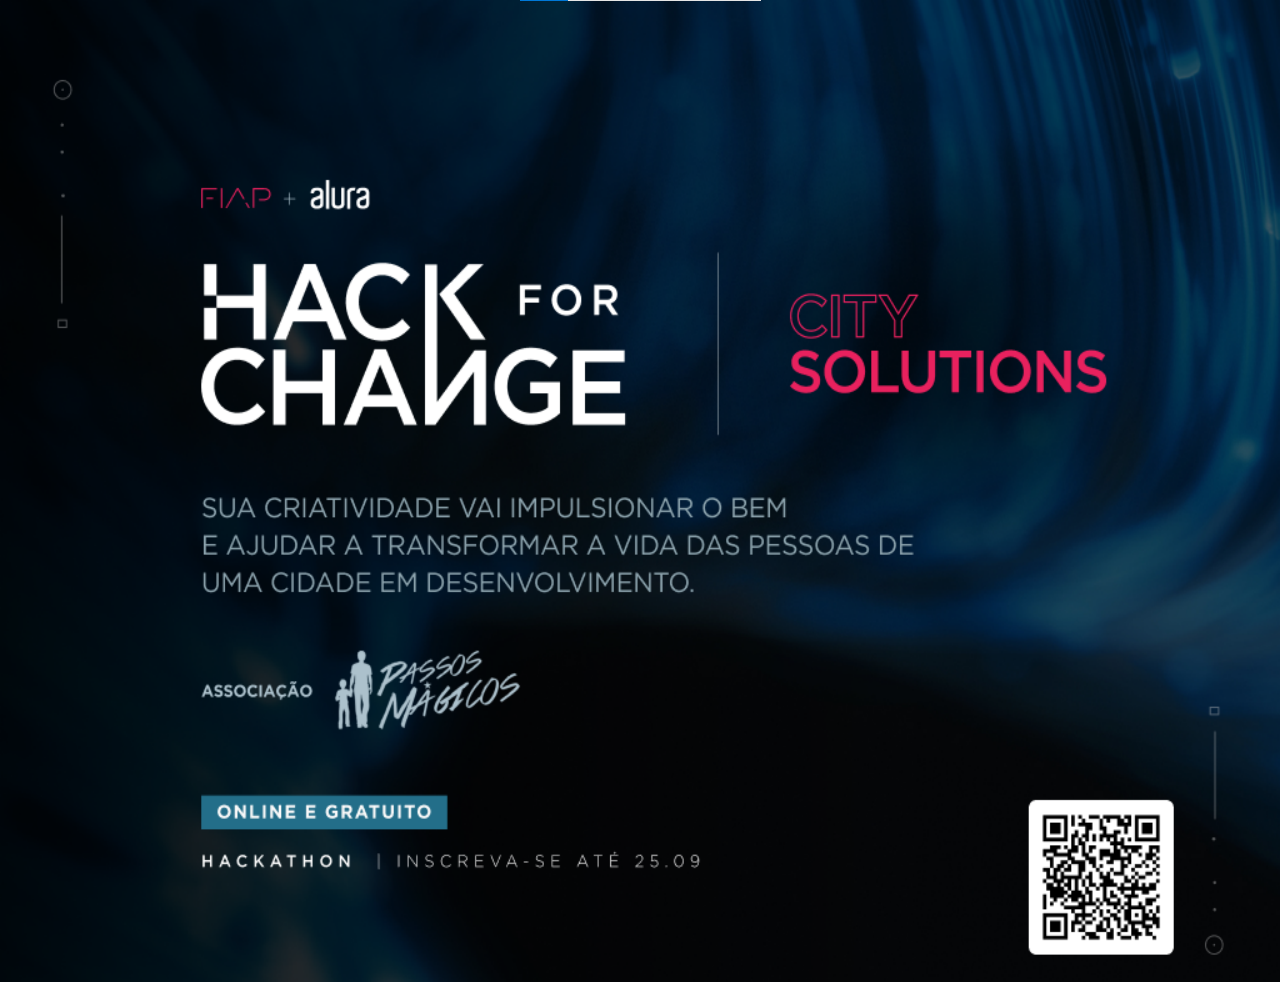 FIAP + alura
HACK FOR
CHANGE
CITY
SOLUTIONS
SUA CRIATIVIDADE VAI IMPULSIONAR O BEM
E AJUDAR A TRANSFORMAR A VIDA DAS PESSOAS DE
UMA CIDADE EM DESENVOLVIMENTO.
ASSOCIAÇÃO PASSOS
MÁGICOS
ONLINE E GRATUITO
HACKATHON | INSCREVA-SE ATÉ 25.09